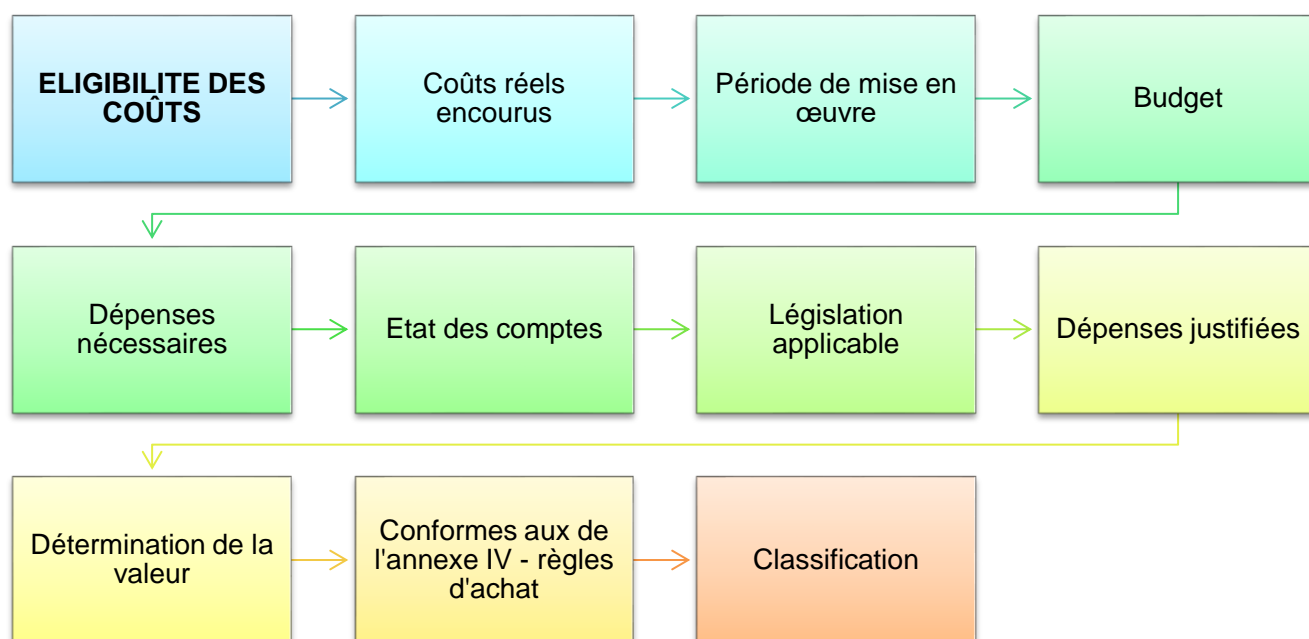 ELIGIBILITE DES
COÛTS
Coûts réels
encourus
Période de mise en
œuvre
Budget
Dépenses
nécessaires
Etat des comptes
Législation
applicable
Dépenses justifiées
Détermination de la
valeur
Conformes aux de
l'annexe IV - règles
d'achat
Classification